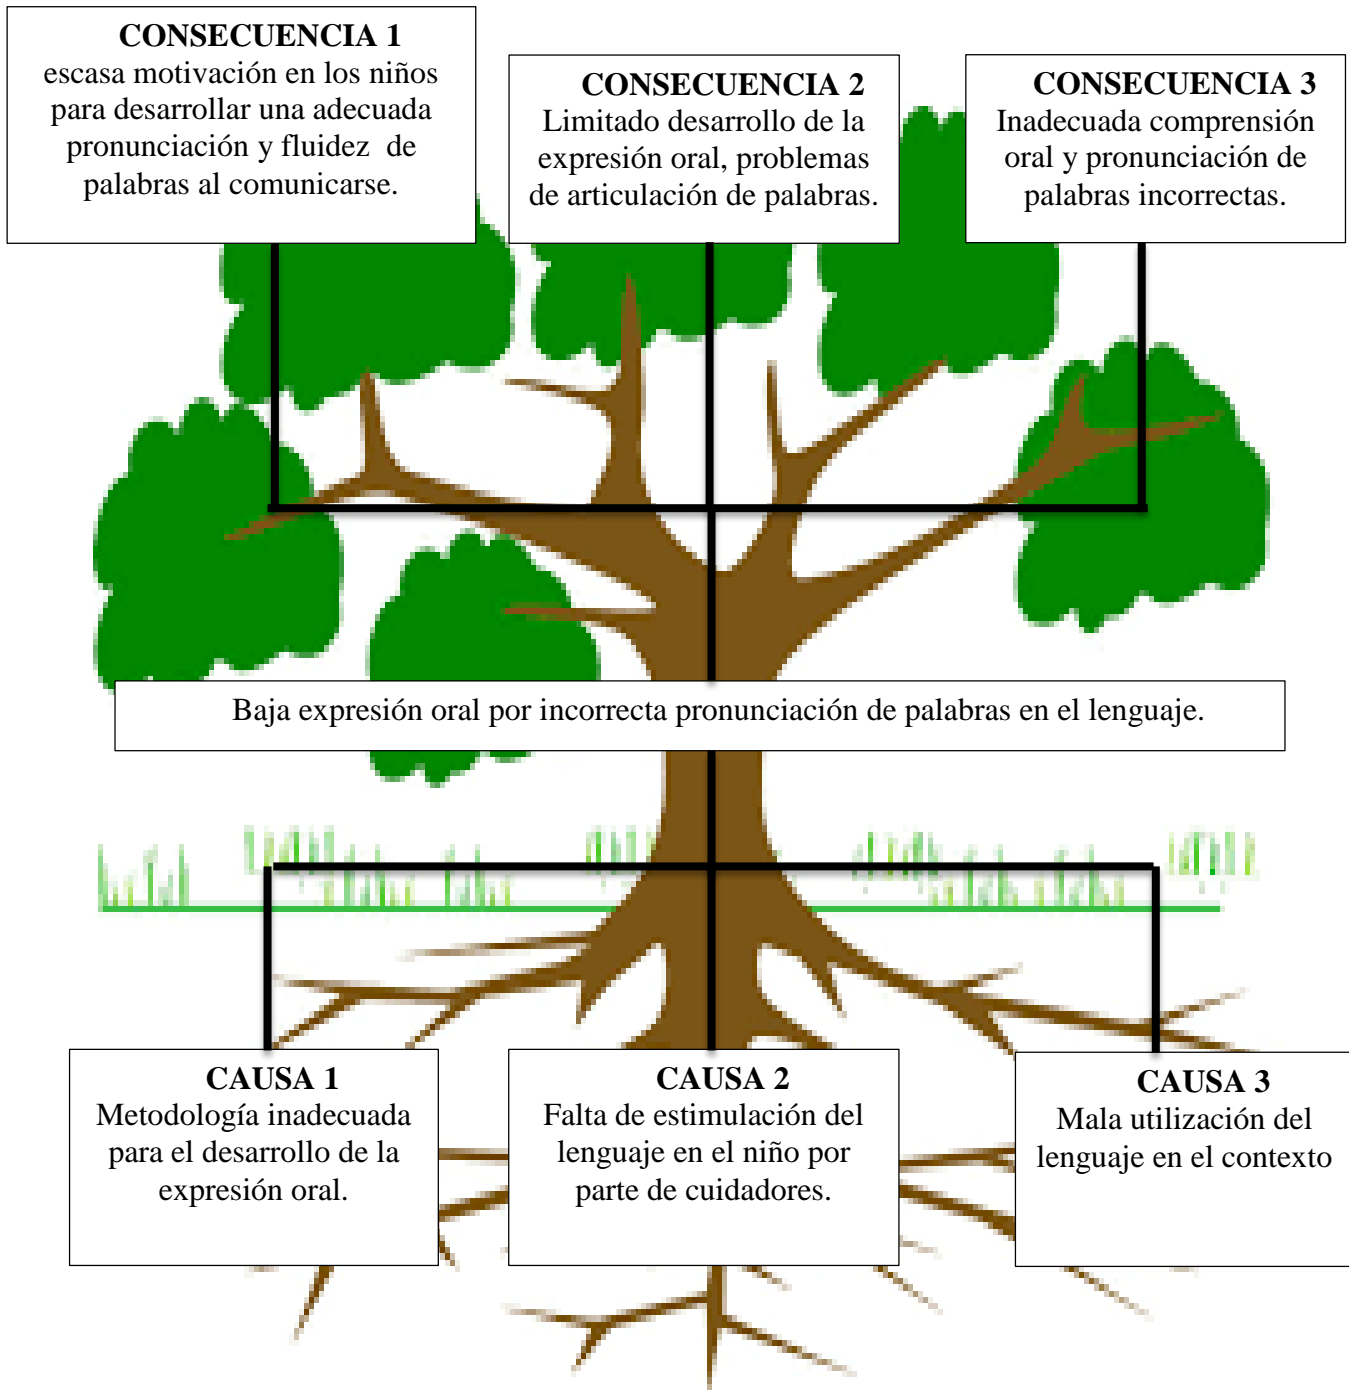 CONSECUENCIA 1
escasa motivación en los niños
para desarrollar una adecuada
pronunciación y fluidez de
palabras al comunicarse.
CONSECUENCIA 2
Limitado desarrollo de la
expresión oral, problemas
de articulación de palabras.
CONSECUENCIA 3
Inadecuada comprensión
oral y pronunciación de
palabras incorrectas.
Baja expresión oral por incorrecta pronunciación de palabras en el lenguaje.
CAUSA 1
Metodología inadecuada
para el desarrollo de la
expresión oral.
CAUSA 2
Falta de estimulación del
lenguaje en el niño por
parte de cuidadores.
CAUSA 3
Mala utilización del
lenguaje en el contexto